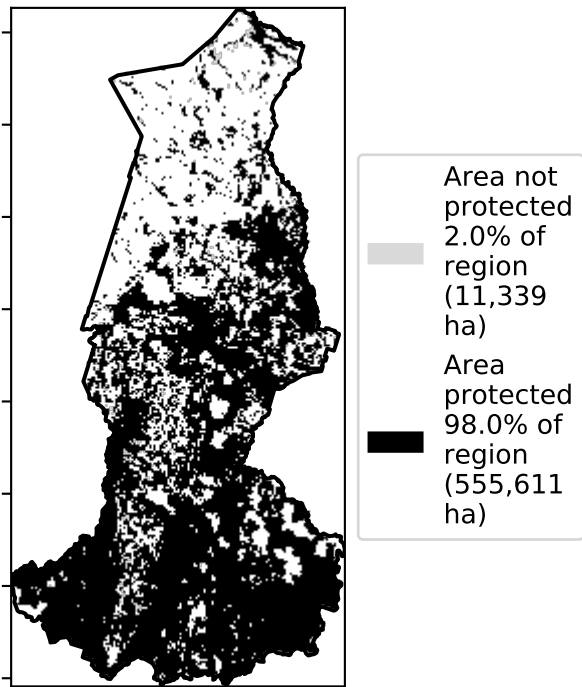 Area not
protected
2.0% of
region
(11,339
ha)
Area
protected
98.0% of
region
(555,611
ha)